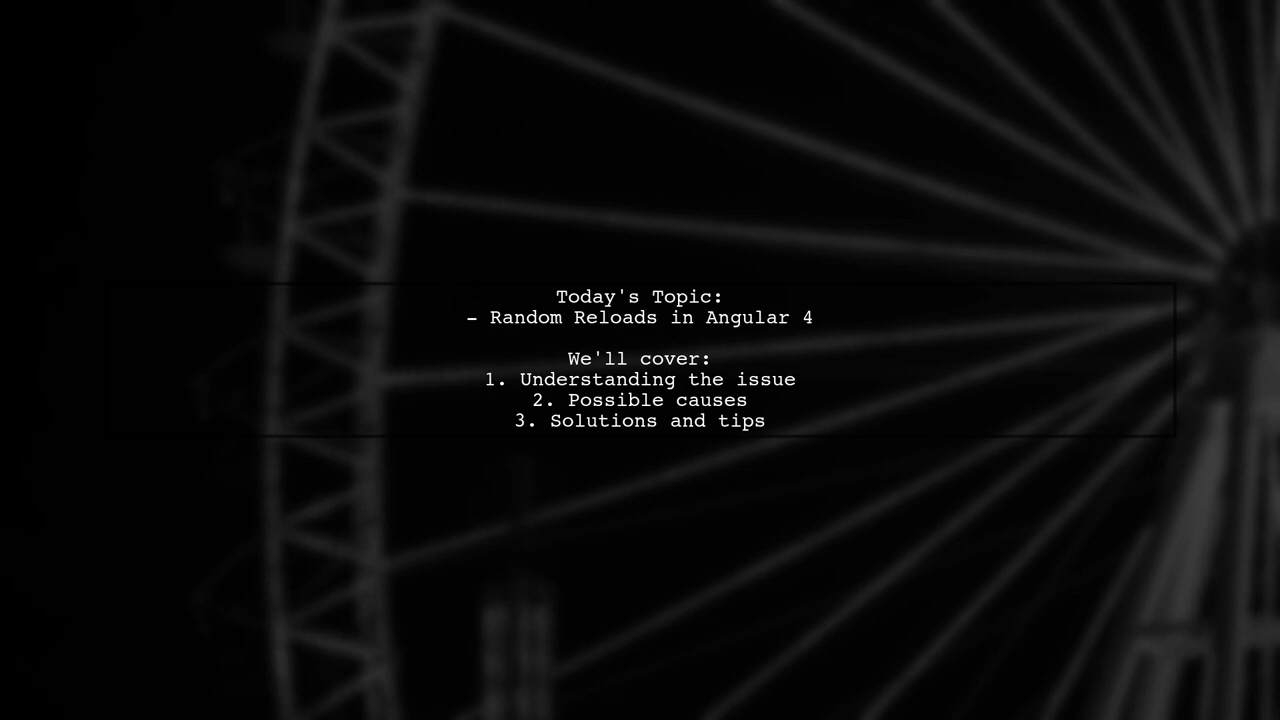 Today's Topic:
- Random Reloads in Angular 4
We'll cover:
1. Understanding the issue
2. Possible causes
3. Solutions and tips